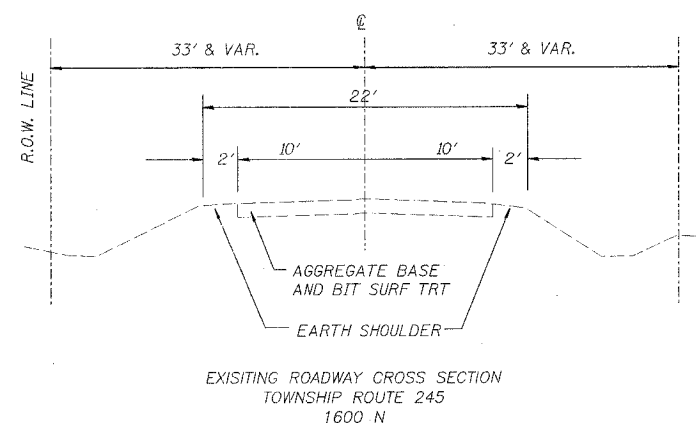 ℄
33' & VAR.
33' & VAR.
R.O.W. LINE
22'
2'
10'
10'
2'
AGGREGATE BASE
AND BIT SURF TRT
EARTH SHOULDER
EXISITING ROADWAY CROSS SECTION
TOWNSHIP ROUTE 245
1600 N